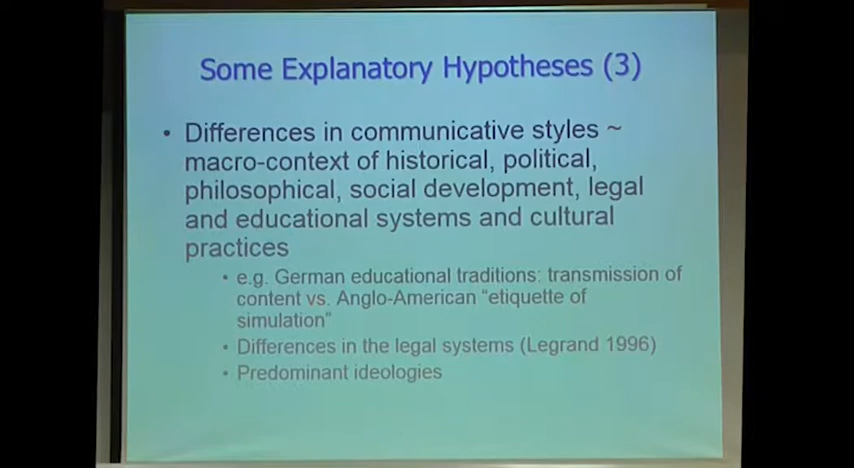 Some Explanatory Hypotheses (3)
• Differences in communicative styles ~
macro-context of historical, political,
philosophical, social development, legal
and educational systems and cultural
practices
• e.g. German educational traditions: transmission of
content vs. Anglo-American “etiquette of
simulation”
• Differences in the legal systems (Legrand 1996)
• Predominant ideologies